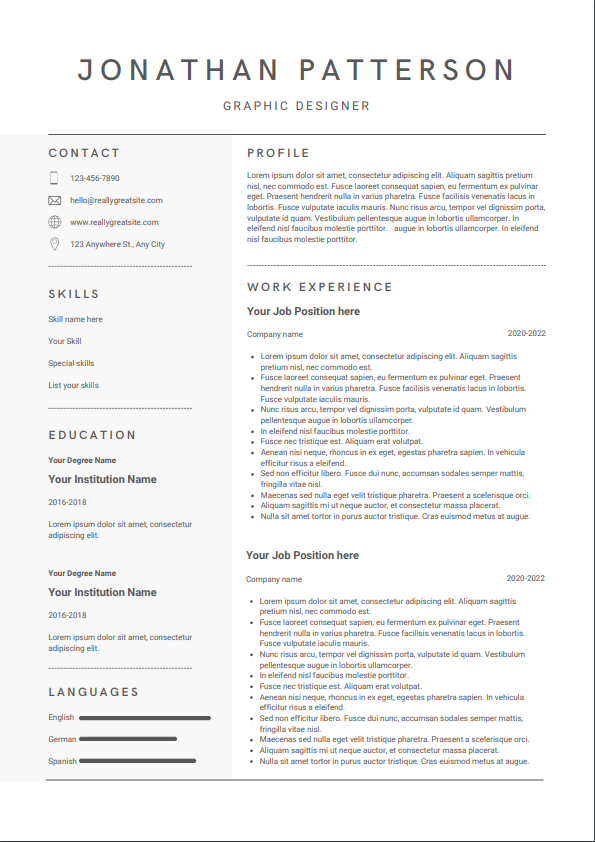 JONATHAN PATTERSON
GRAPHIC DESIGNER
CONTACT
123-456-7890
hello@reallygreatsite.com
www.reallygreatsite.com
123 Anywhere St., Any City
SKILLS
Skill name here
Your Skill
Special skills
List your skills
EDUCATION
Your Degree Name
Your Institution Name
2016-2018
Lorem ipsum dolor sit amet, consectetur
adipiscing elit.
Your Degree Name
Your Institution Name
2016-2018
Lorem ipsum dolor sit amet, consectetur
adipiscing elit.
LANGUAGES
English
German
Spanish
PROFILE
Lorem ipsum dolor sit amet, consectetur adipiscing elit. Aliquam sagittis pretium
nisl, nec commodo est. Fusce laoreet consequat sapien, eu fermentum ex pulvinar
eget. Praesent hendrerit nulla in varius pharetra. Fusce facilisis venenatis lacus in
lobortis. Fusce vulputate iaculis mauris. Nunc risus arcu, tempor vel dignissim porta,
vulputate id quam. Vestibulum pellentesque augue in lobortis ullamcorper. In
eleifend nisl faucibus molestie porttitor. augue in lobortis ullamcorper. In eleifend
nisl faucibus molestie porttitor.
WORK EXPERIENCE
Your Job Position here
Company name 2020-2022
• Lorem ipsum dolor sit amet, consectetur adipiscing elit. Aliquam sagittis
pretium nisl, nec commodo est.
• Fusce laoreet consequat sapien, eu fermentum ex pulvinar eget. Praesent
hendrerit nulla in varius pharetra. Fusce facilisis venenatis lacus in lobortis.
Fusce vulputate iaculis mauris.
• Nunc risus arcu, tempor vel dignissim porta, vulputate id quam. Vestibulum
pellentesque augue in lobortis ullamcorper.
• In eleifend nisl faucibus molestie porttitor.
• Fusce nec tristique est. Aliquam erat volutpat.
• Aenean nisi neque, rhoncus in ex eget, egestas pharetra sapien. In vehicula
efficitur risus a eleifend.
• Sed non efficitur libero. Fusce dui nunc, accumsan sodales semper mattis,
fringilla vitae nisl.
• Maecenas sed nulla eget velit tristique pharetra. Praesent a scelerisque orci.
• Aliquam sagittis mi ut neque auctor, et consectetur massa placerat.
• Nulla sit amet tortor in purus auctor tristique. Cras euismod metus at augue.
Your Job Position here
Company name 2020-2022
• Lorem ipsum dolor sit amet, consectetur adipiscing elit. Aliquam sagittis
pretium nisl, nec commodo est.
• Fusce laoreet consequat sapien, eu fermentum ex pulvinar eget. Praesent
hendrerit nulla in varius pharetra. Fusce facilisis venenatis lacus in lobortis.
Fusce vulputate iaculis mauris.
• Nunc risus arcu, tempor vel dignissim porta, vulputate id quam. Vestibulum
pellentesque augue in lobortis ullamcorper.
• In eleifend nisl faucibus molestie porttitor.
• Fusce nec tristique est. Aliquam erat volutpat.
• Aenean nisi neque, rhoncus in ex eget, egestas pharetra sapien. In vehicula
efficitur risus a eleifend.
• Sed non efficitur libero. Fusce dui nunc, accumsan sodales semper mattis,
fringilla vitae nisl.
• Maecenas sed nulla eget velit tristique pharetra. Praesent a scelerisque orci.
• Aliquam sagittis mi ut neque auctor, et consectetur massa placerat.
• Nulla sit amet tortor in purus auctor tristique. Cras euismod metus at augue.